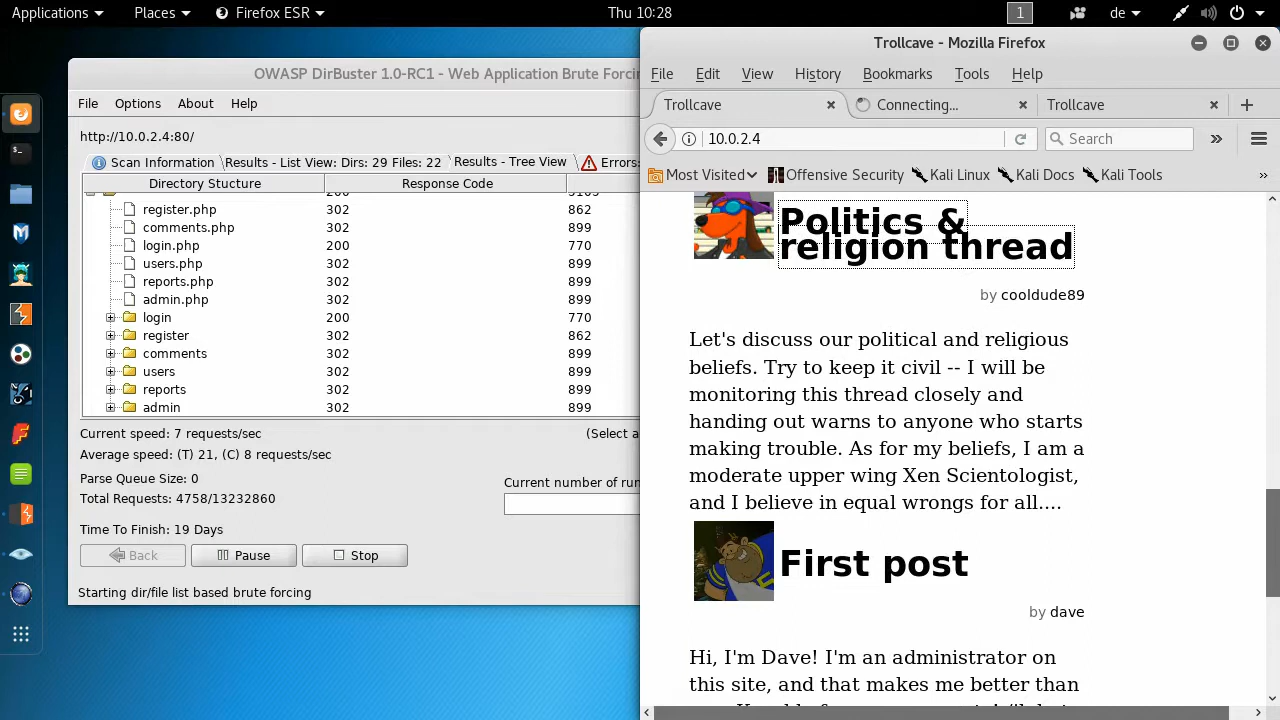 Applications Places Firefox ESR Thu 10:28 1 de
OWASP DirBuster 1.0-RC1 - Web Application Brute Forcin
File Options About Help
http://10.0.2.4:80/
Scan Information Results - List View: Dirs: 29 Files: 22 Results - Tree View Errors:
Directory Stucture Response Code
200
register.php 302 862
comments.php 302 899
login.php 200 770
users.php 302 899
reports.php 302 899
admin.php 302 899
login 200 770
register 302 862
comments 302 899
users 302 899
reports 302 899
admin 302 899
Current speed: 7 requests/sec (Select a
Average speed: (T) 21, (C) 8 requests/sec
Parse Queue Size: 0
Current number of run
Total Requests: 4758/13232860
Time To Finish: 19 Days
Back Pause Stop
Starting dir/file list based brute forcing
Trollcave - Mozilla Firefox
File Edit View History Bookmarks Tools Help
Trollcave Connecting... Trollcave
10.0.2.4 Search
Most Visited Offensive Security Kali Linux Kali Docs Kali Tools
Politics &
religion thread
by cooldude89
Let's discuss our political and religious
beliefs. Try to keep it civil -- I will be
monitoring this thread closely and
handing out warns to anyone who starts
making trouble. As for my beliefs, I am a
moderate upper wing Xen Scientologist,
and I believe in equal wrongs for all....
First post
by dave
Hi, I'm Dave! I'm an administrator on
this site, and that makes me better than